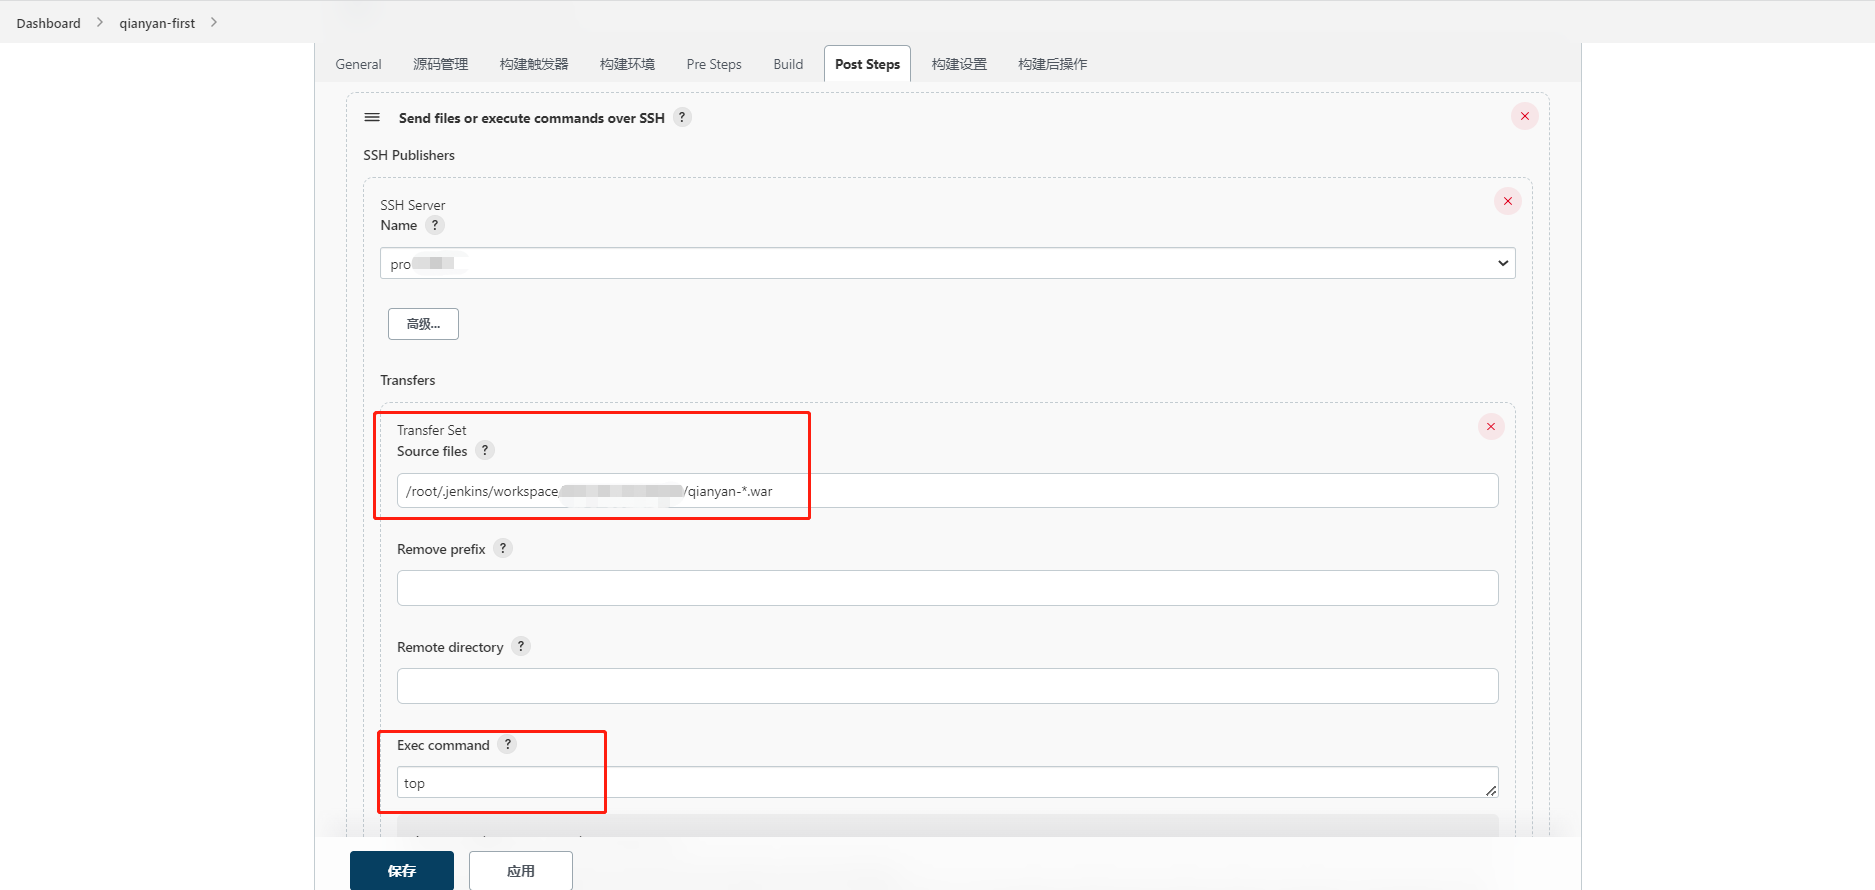 Dashboard > qianyan-first >
General 源码管理 构建触发器 构建环境 Pre Steps Build Post Steps 构建设置 构建后操作
Send files or execute commands over SSH ?
SSH Publishers
SSH Server
Name ?
pro
高级...
Transfers
Transfer Set
Source files ?
/root/.jenkins/workspace/ /qianyan-*.war
Remove prefix ?
Remote directory ?
Exec command ?
top
保存 应用